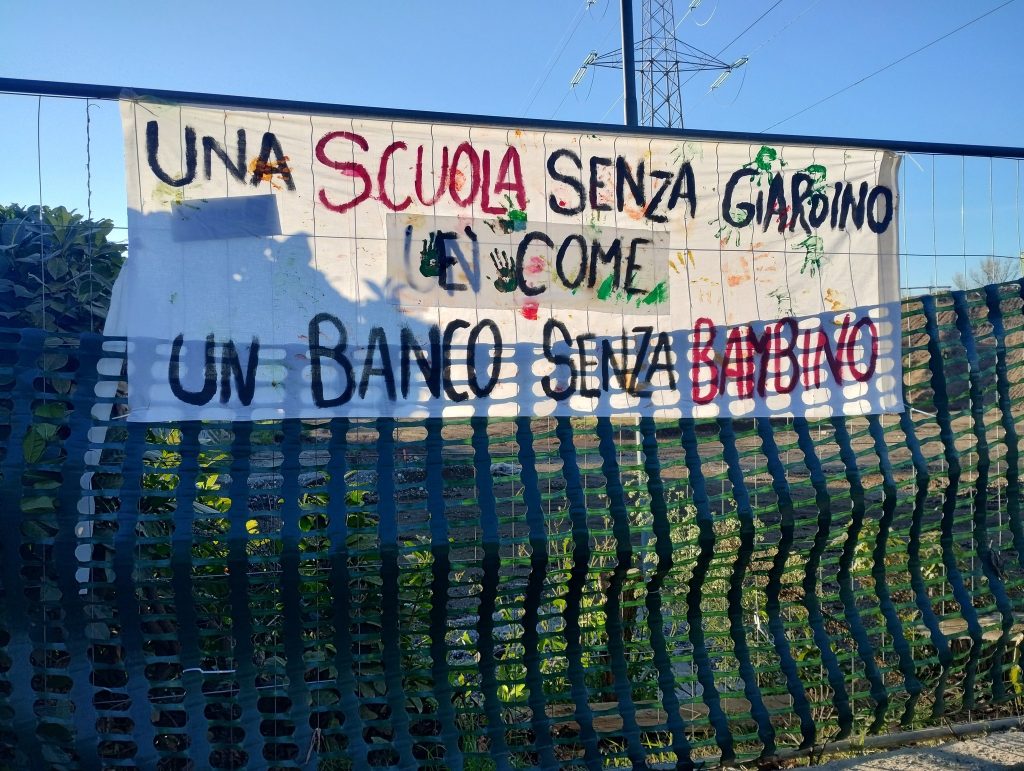 UNA SCUOLA SENZA GIARDINO
E' COME
UN BANCO SENZA BAMBINO